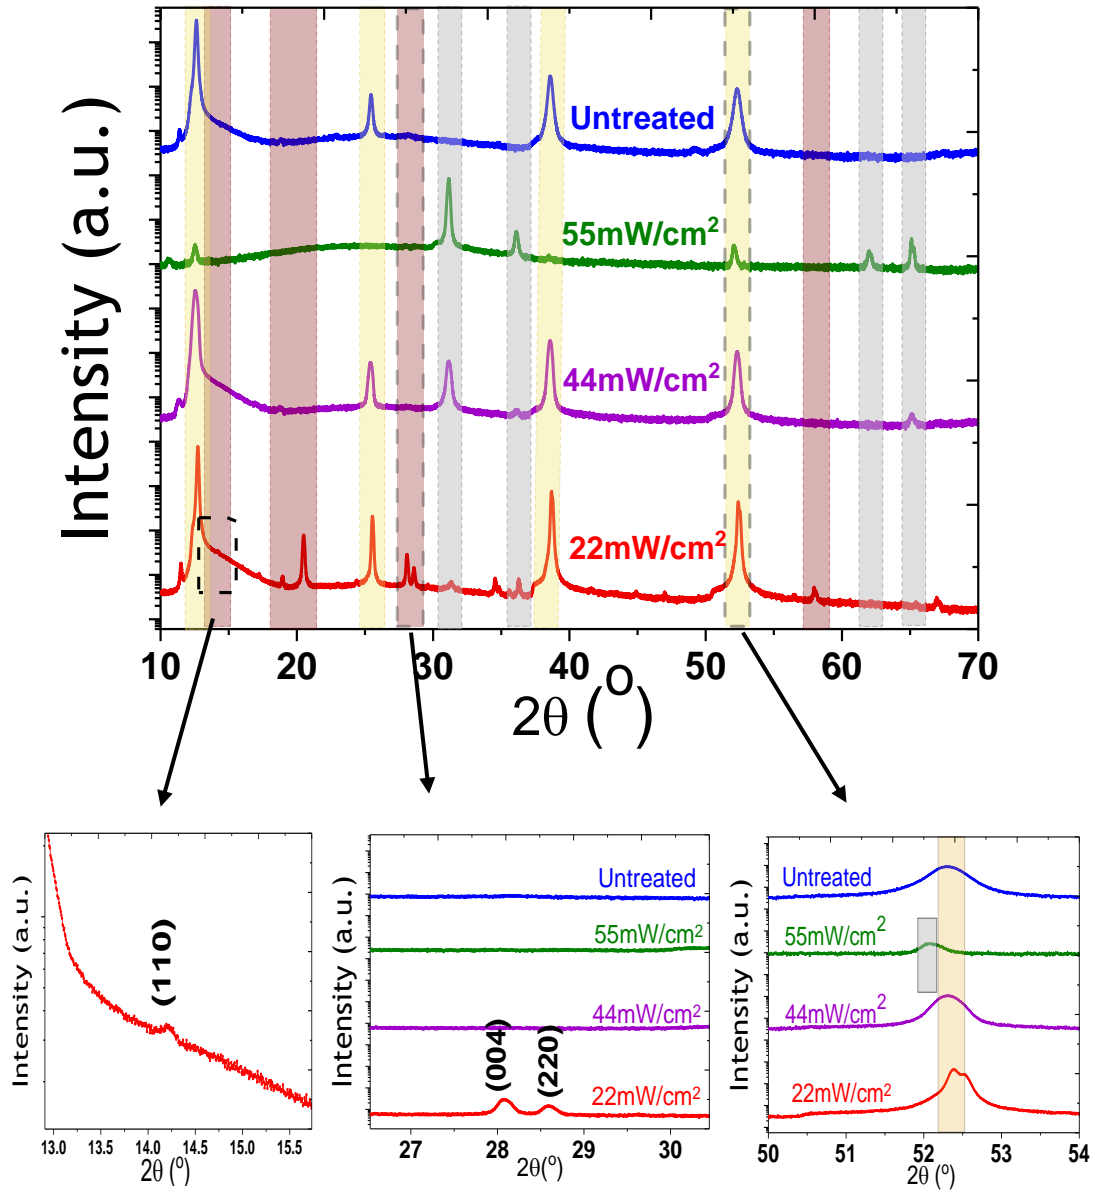 Intensity (a.u.)
Untreated
55mW/cm²
44mW/cm²
22mW/cm²
10 20 30 40 50 60 70
2θ (o)
Intensity (a.u.)
(110)
13.0 13.5 14.0 14.5 15.0 15.5
2θ (o)
Intensity (a.u.)
Untreated
55mW/cm²
44mW/cm²
(004)
(220)
22mW/cm²
27 28 29 30
2θ(o)
Intensity (a.u.)
Untreated
55mW/cm²
44mW/cm²
22mW/cm²
50 51 52 53 54
2θ (o)